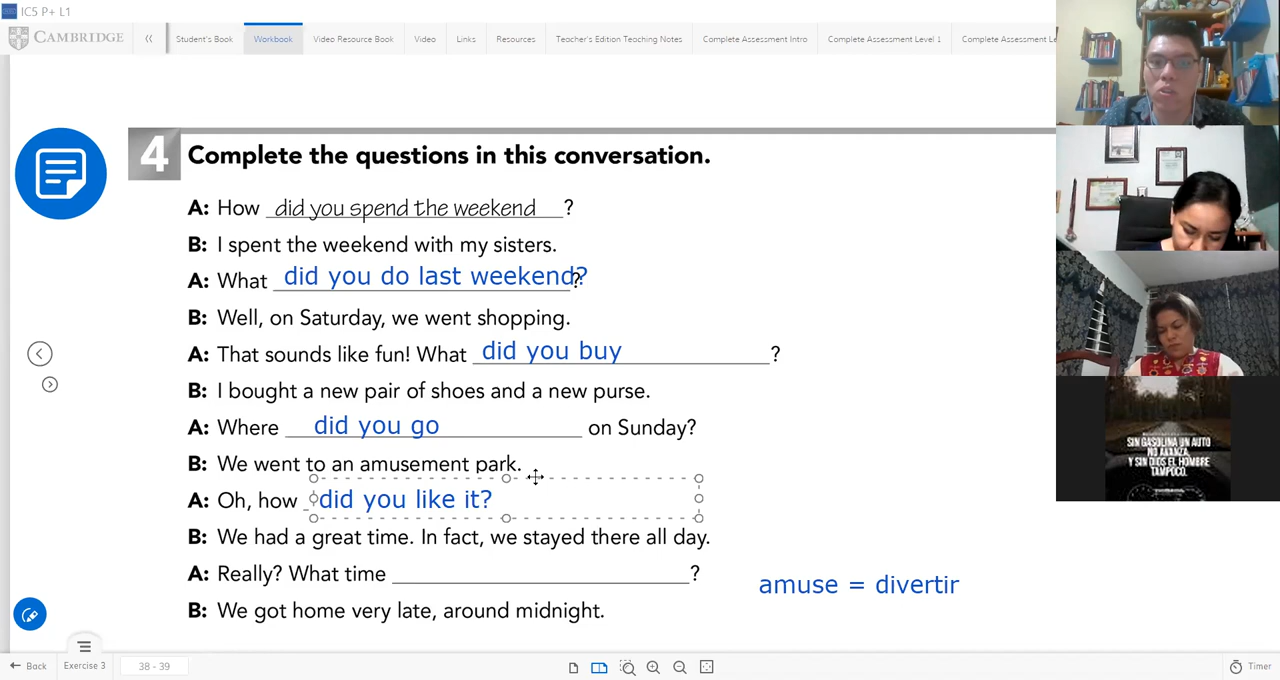 IC5 P+ L1
CAMBRIDGE
Student's Book
Workbook
Video Resource Book
Video
Links
Resources
Teacher's Edition Teaching Notes
Complete Assessment Intro
Complete Assessment Level 1
Complete Assessment Le
4 Complete the questions in this conversation.
A: How did you spend the weekend ?
B: I spent the weekend with my sisters.
A: What did you do last weekend? ?
B: Well, on Saturday, we went shopping.
A: That sounds like fun! What did you buy ?
B: I bought a new pair of shoes and a new purse.
A: Where did you go on Sunday?
B: We went to an amusement park.
A: Oh, how did you like it?
B: We had a great time. In fact, we stayed there all day.
A: Really? What time ?
B: We got home very late, around midnight.
amuse = divertir
SIN GASOLINA UN AUTO
NO AVANZA,
Y SIN DIOS EL HOMBRE
TAMPOCO.
Back
Exercise 3
38 - 39
Timer